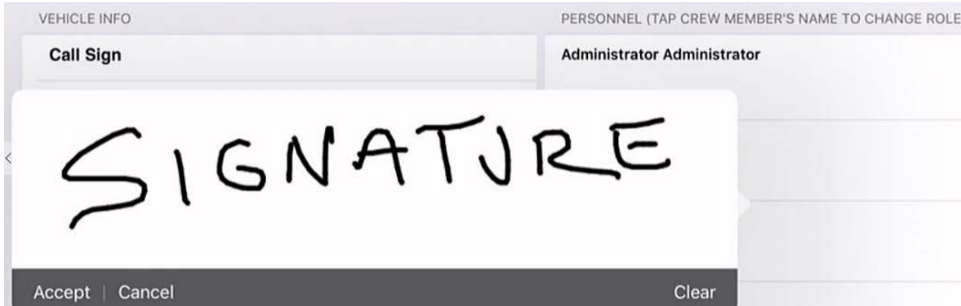 VEHICLE INFO PERSONNEL (TAP CREW MEMBER'S NAME TO CHANGE ROLE
Call Sign Administrator Administrator
SIGNATURE
Accept | Cancel Clear